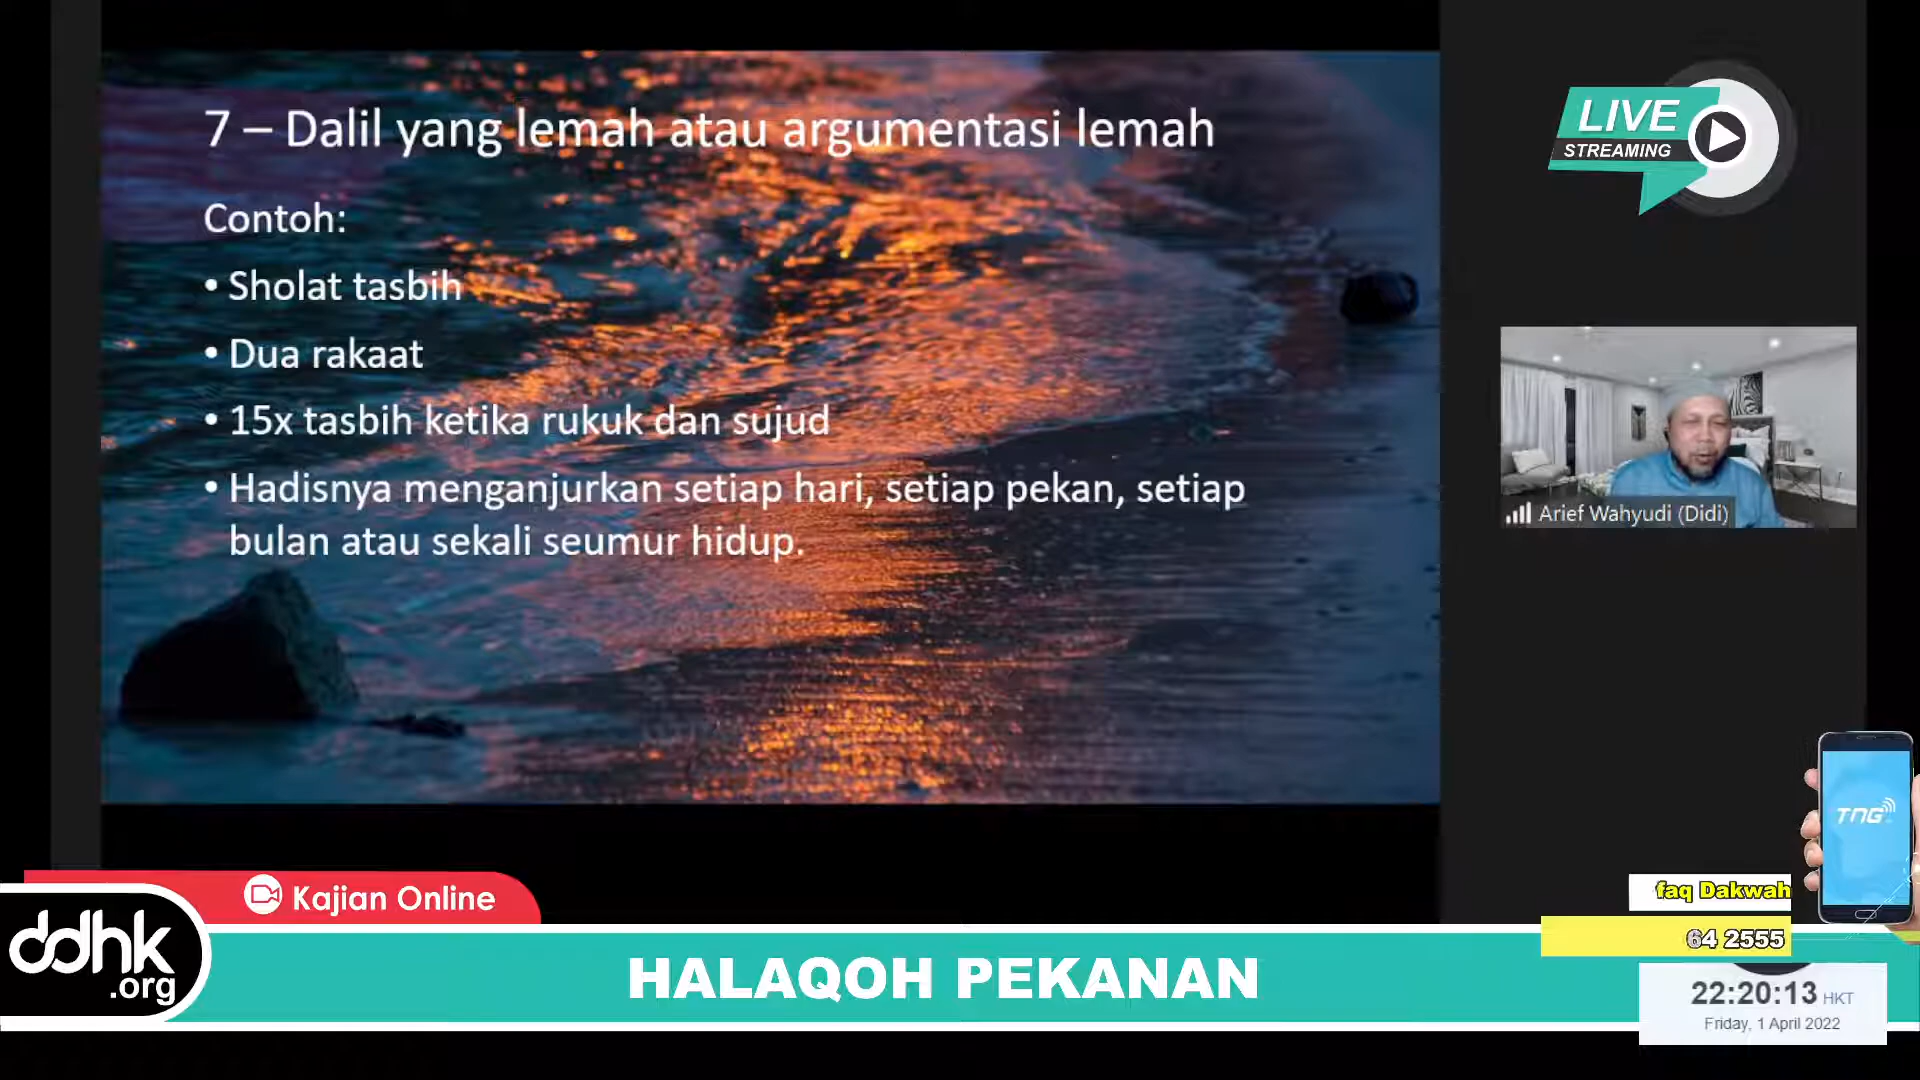 7 – Dalil yang lemah atau argumentasi lemah
Contoh:
• Sholat tasbih
• Dua rakaat
• 15x tasbih ketika rukuk dan sujud
• Hadisnya menganjurkan setiap hari, setiap pekan, setiap
bulan atau sekali seumur hidup.
LIVE
STREAMING
Arief Wahyudi (Didi)
TNG
Kajian Online
faq Dakwah
64 2555
ddhk
.org
HALAQOH PEKANAN
22:20:13 HKT
Friday, 1 April 2022